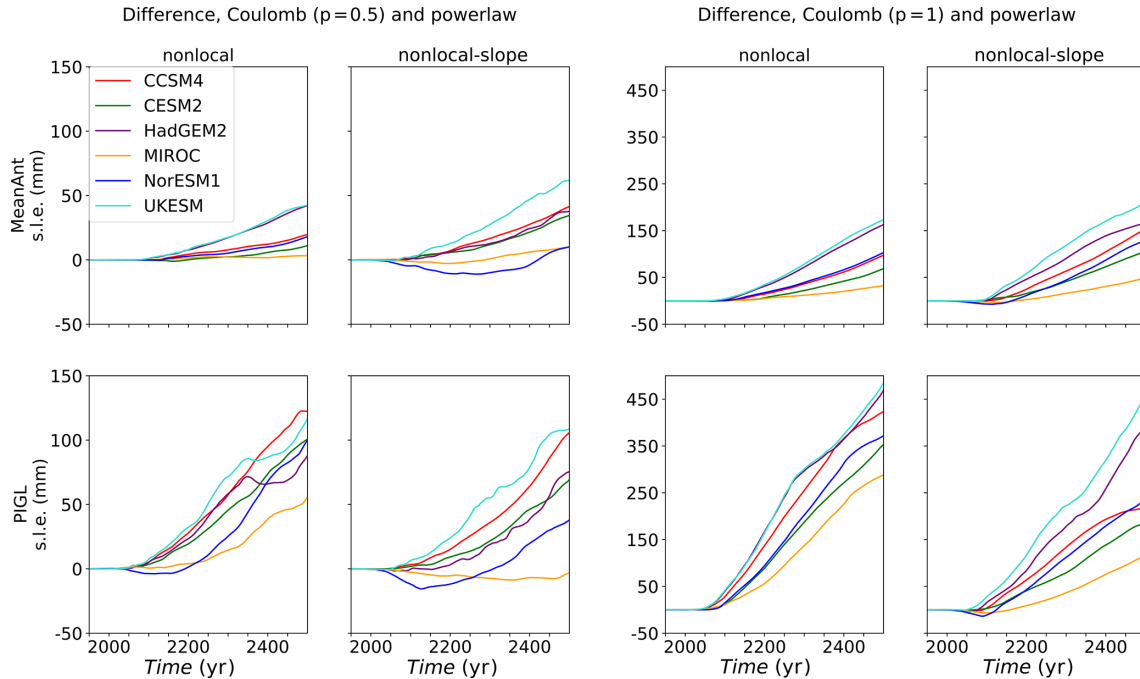 Difference, Coulomb (p = 0.5) and powerlaw
Difference, Coulomb (p = 1) and powerlaw
nonlocal
nonlocal-slope
nonlocal
nonlocal-slope
MeanAnt
s.l.e. (mm)
150
100
50
0
-50
CCSM4
CESM2
HadGEM2
MIROC
NorESM1
UKESM
450
350
250
150
50
-50
PIGL
s.l.e. (mm)
150
100
50
0
-50
450
350
250
150
50
-50
2000 2200 2400
2000 2200 2400
2000 2200 2400
2000 2200 2400
Time (yr)
Time (yr)
Time (yr)
Time (yr)